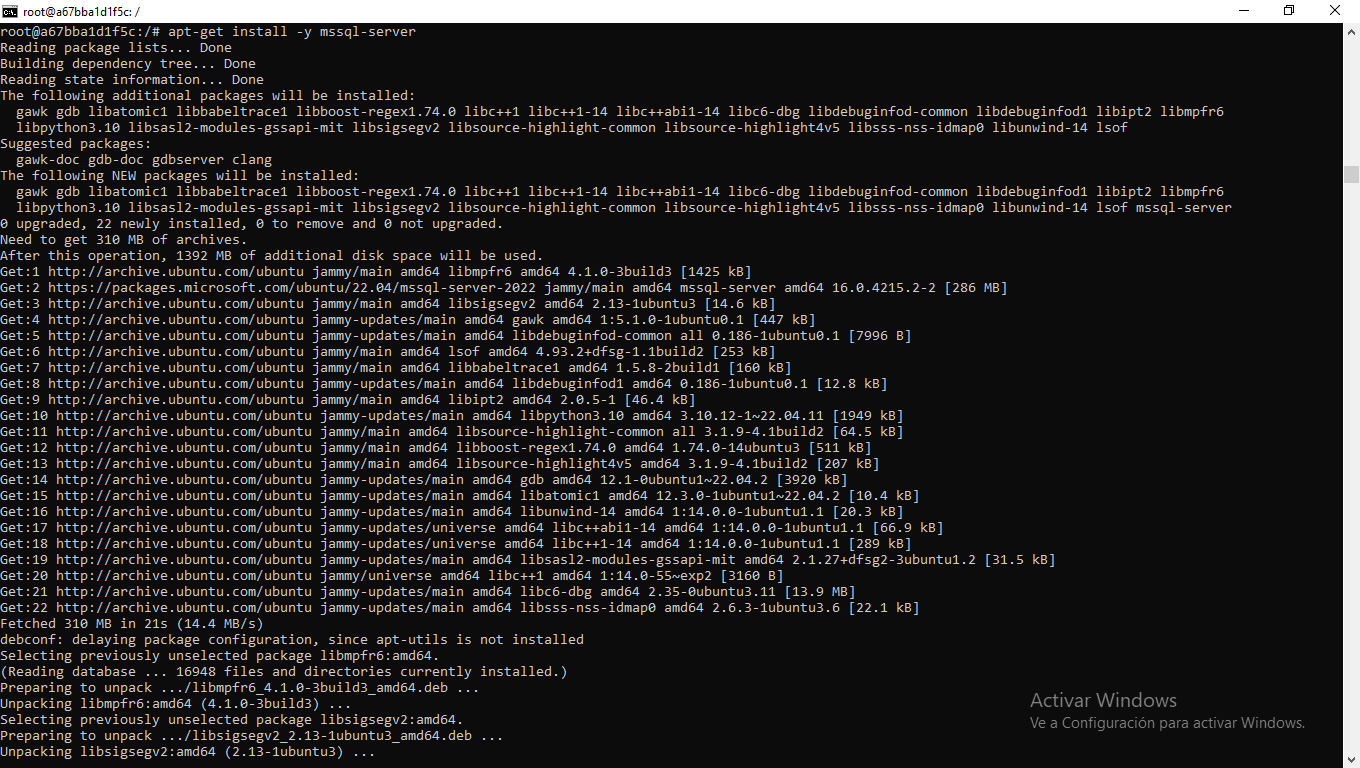 root@a67bba1d1f5c: /
root@a67bba1d1f5c:/# apt-get install -y mssql-server
Reading package lists... Done
Building dependency tree... Done
Reading state information... Done
The following additional packages will be installed:
  gawk gdb libatomic1 libbabeltrace1 libboost-regex1.74.0 libc++1 libc++1-14 libc++abi1-14 libc6-dbg libdebuginfod-common libdebuginfod1 libipt2 libmpfr6
  libpython3.10 libsasl2-modules-gssapi-mit libsigsegv2 libsource-highlight-common libsource-highlight4v5 libsss-nss-idmap0 libunwind-14 lsof
Suggested packages:
  gawk-doc gdb-doc gdbserver clang
The following NEW packages will be installed:
  gawk gdb libatomic1 libbabeltrace1 libboost-regex1.74.0 libc++1 libc++1-14 libc++abi1-14 libc6-dbg libdebuginfod-common libdebuginfod1 libipt2 libmpfr6
  libpython3.10 libsasl2-modules-gssapi-mit libsigsegv2 libsource-highlight-common libsource-highlight4v5 libsss-nss-idmap0 libunwind-14 lsof mssql-server
0 upgraded, 22 newly installed, 0 to remove and 0 not upgraded.
Need to get 310 MB of archives.
After this operation, 1392 MB of additional disk space will be used.
Get:1 http://archive.ubuntu.com/ubuntu jammy/main amd64 libmpfr6 amd64 4.1.0-3build3 [1425 kB]
Get:2 https://packages.microsoft.com/ubuntu/22.04/mssql-server-2022 jammy/main amd64 mssql-server amd64 16.0.4215.2-2 [286 MB]
Get:3 http://archive.ubuntu.com/ubuntu jammy/main amd64 libsigsegv2 amd64 2.13-1ubuntu3 [14.6 kB]
Get:4 http://archive.ubuntu.com/ubuntu jammy-updates/main amd64 gawk amd64 1:5.1.0-1ubuntu0.1 [447 kB]
Get:5 http://archive.ubuntu.com/ubuntu jammy-updates/main amd64 libdebuginfod-common all 0.186-1ubuntu0.1 [7996 B]
Get:6 http://archive.ubuntu.com/ubuntu jammy/main amd64 lsof amd64 4.93.2+dfsg-1.1build2 [253 kB]
Get:7 http://archive.ubuntu.com/ubuntu jammy/main amd64 libbabeltrace1 amd64 1.5.8-2build1 [160 kB]
Get:8 http://archive.ubuntu.com/ubuntu jammy-updates/main amd64 libdebuginfod1 amd64 0.186-1ubuntu0.1 [12.8 kB]
Get:9 http://archive.ubuntu.com/ubuntu jammy/main amd64 libipt2 amd64 2.0.5-1 [46.4 kB]
Get:10 http://archive.ubuntu.com/ubuntu jammy-updates/main amd64 libpython3.10 amd64 3.10.12-1~22.04.11 [1949 kB]
Get:11 http://archive.ubuntu.com/ubuntu jammy/main amd64 libsource-highlight-common all 3.1.9-4.1build2 [64.5 kB]
Get:12 http://archive.ubuntu.com/ubuntu jammy/main amd64 libboost-regex1.74.0 amd64 1.74.0-14ubuntu3 [511 kB]
Get:13 http://archive.ubuntu.com/ubuntu jammy/main amd64 libsource-highlight4v5 amd64 3.1.9-4.1build2 [207 kB]
Get:14 http://archive.ubuntu.com/ubuntu jammy-updates/main amd64 gdb amd64 12.1-0ubuntu1~22.04.2 [3920 kB]
Get:15 http://archive.ubuntu.com/ubuntu jammy-updates/main amd64 libatomic1 amd64 12.3.0-1ubuntu1~22.04.2 [10.4 kB]
Get:16 http://archive.ubuntu.com/ubuntu jammy-updates/main amd64 libunwind-14 amd64 1:14.0.0-1ubuntu1.1 [20.3 kB]
Get:17 http://archive.ubuntu.com/ubuntu jammy-updates/universe amd64 libc++abi1-14 amd64 1:14.0.0-1ubuntu1.1 [66.9 kB]
Get:18 http://archive.ubuntu.com/ubuntu jammy-updates/universe amd64 libc++1-14 amd64 1:14.0.0-1ubuntu1.1 [289 kB]
Get:19 http://archive.ubuntu.com/ubuntu jammy-updates/main amd64 libsasl2-modules-gssapi-mit amd64 2.1.27+dfsg2-3ubuntu1.2 [31.5 kB]
Get:20 http://archive.ubuntu.com/ubuntu jammy/universe amd64 libc++1 amd64 1:14.0-55~exp2 [3160 B]
Get:21 http://archive.ubuntu.com/ubuntu jammy-updates/main amd64 libc6-dbg amd64 2.35-0ubuntu3.11 [13.9 MB]
Get:22 http://archive.ubuntu.com/ubuntu jammy-updates/main amd64 libsss-nss-idmap0 amd64 2.6.3-1ubuntu3.6 [22.1 kB]
Fetched 310 MB in 21s (14.4 MB/s)
debconf: delaying package configuration, since apt-utils is not installed
Selecting previously unselected package libmpfr6:amd64.
(Reading database ... 16948 files and directories currently installed.)
Preparing to unpack .../libmpfr6_4.1.0-3build3_amd64.deb ...
Unpacking libmpfr6:amd64 (4.1.0-3build3) ...
Selecting previously unselected package libsigsegv2:amd64.
Preparing to unpack .../libsigsegv2_2.13-1ubuntu3_amd64.deb ...
Unpacking libsigsegv2:amd64 (2.13-1ubuntu3) ...
Activar Windows
Ve a Configuración para activar Windows.